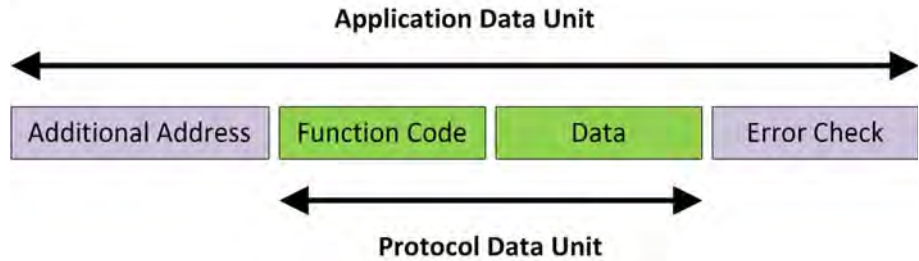 Application Data Unit
Additional Address Function Code Data Error Check
Protocol Data Unit